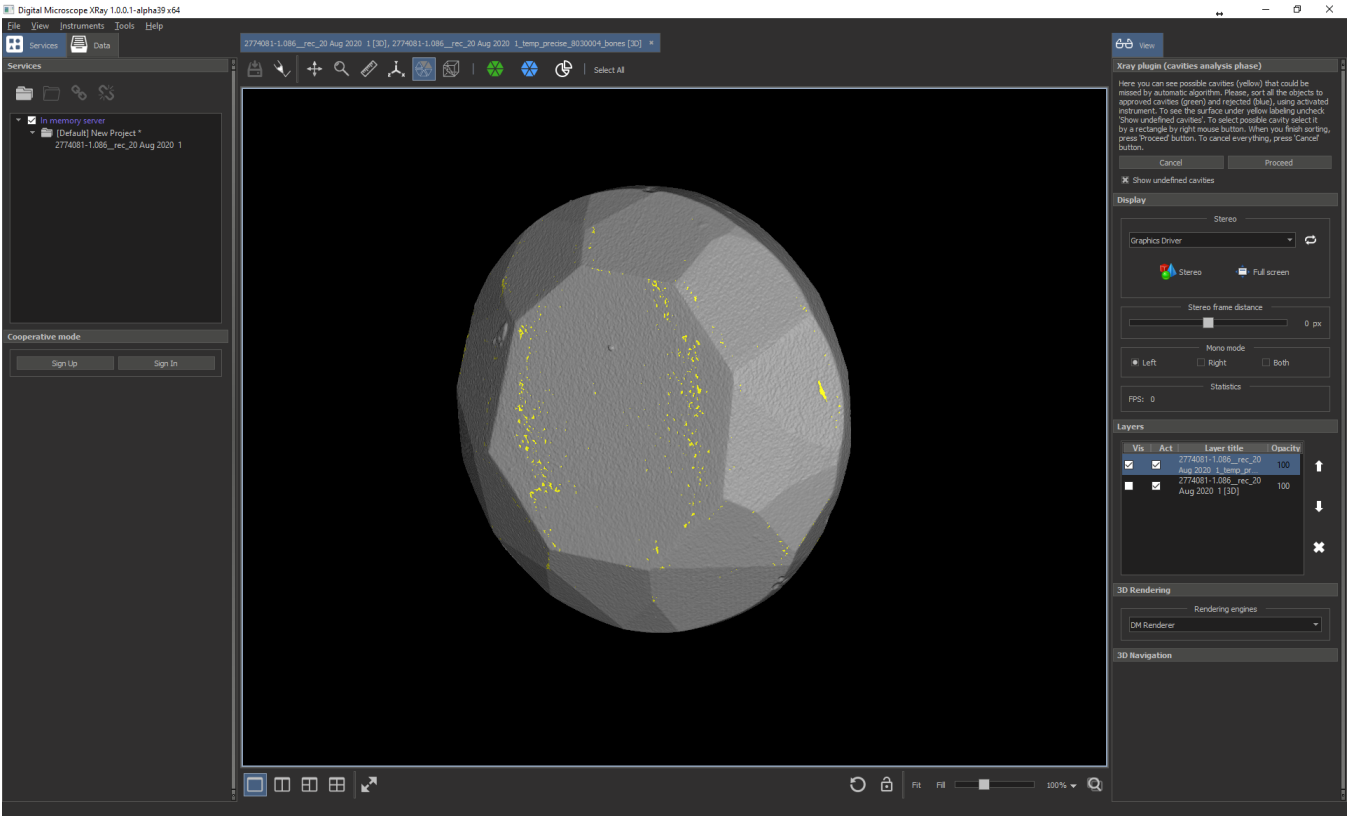 Digital Microscope XRay 1.0.0.1-alpha39 x64
File View Instruments Tools Help
Services Data
Services
In memory server
[Default] New Project *
2774081-1.086__rec_20 Aug 2020 1
Cooperative mode
Sign Up Sign In
2774081-1.086__rec_20 Aug 2020 1 [3D], 2774081-1.086__rec_20 Aug 2020 1_temp_precise_8030004_bones [3D] ×
Select All
Fit Fill 100%
View
Xray plugin (cavities analysis phase)
Here you can see possible cavities (yellow) that could be
missed by automatic algorithm. Please, sort all the objects to
approved cavities (green) and rejected (blue), using activated
instrument. To see the surface under yellow labeling uncheck
'Show undefined cavities'. To select possible cavity select it
by a rectangle by right mouse button. When you finish sorting,
press 'Proceed' button. To cancel everything, press 'Cancel'
button.
Cancel Proceed
Show undefined cavities
Display
Stereo
Graphics Driver
Stereo Full screen
Stereo frame distance
0 px
Mono mode
Left Right Both
Statistics
FPS: 0
Layers
Vis Act Layer title Opacity
2774081-1.086__rec_20
Aug 2020 1_temp_pr... 100
2774081-1.086__rec_20
Aug 2020 1 [3D] 100
3D Rendering
Rendering engines
DM Renderer
3D Navigation